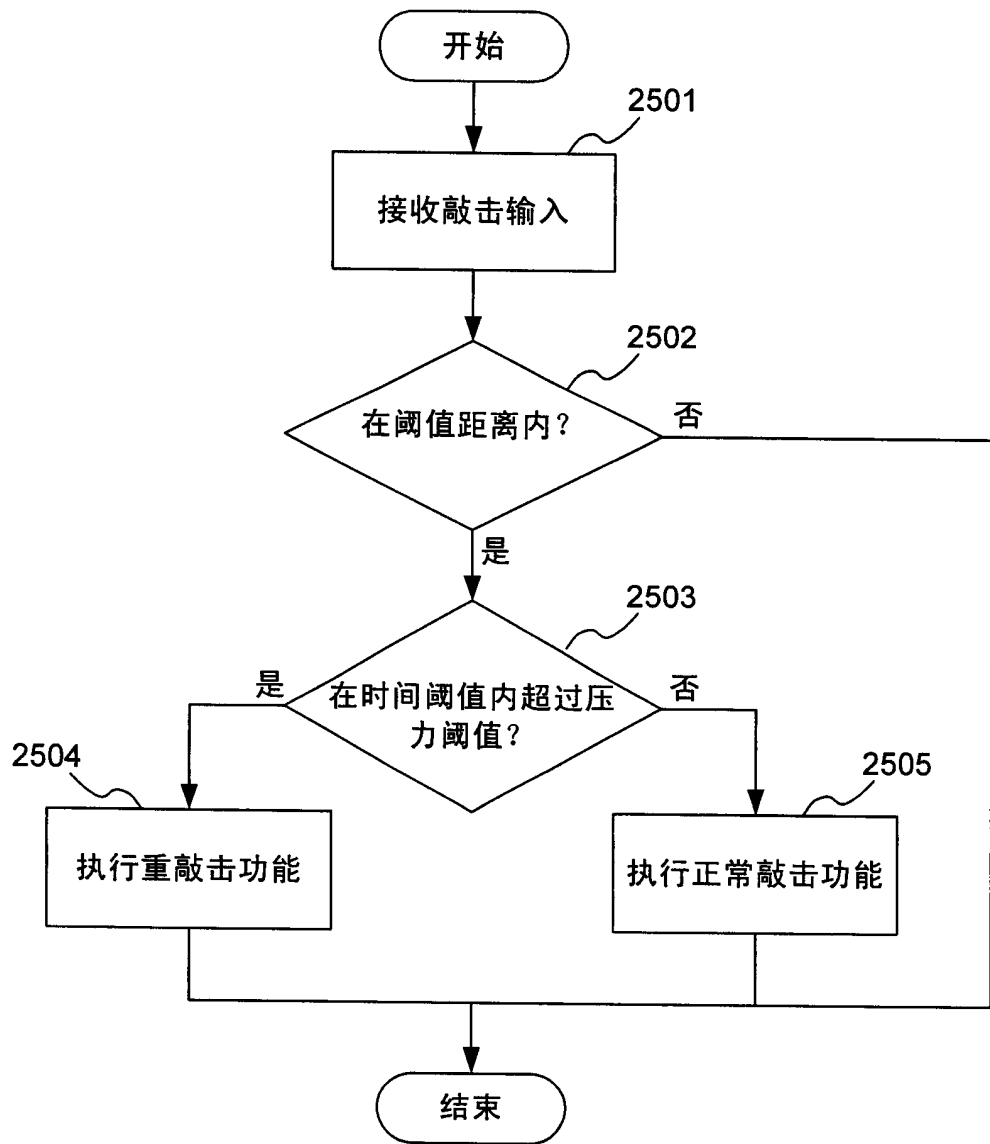 开始
2501
接收敲击输入
2502
在阈值距离内？
否
是
2503
是
在时间阈值内超过压
力阈值？
否
2504
执行重敲击功能
2505
执行正常敲击功能
结束